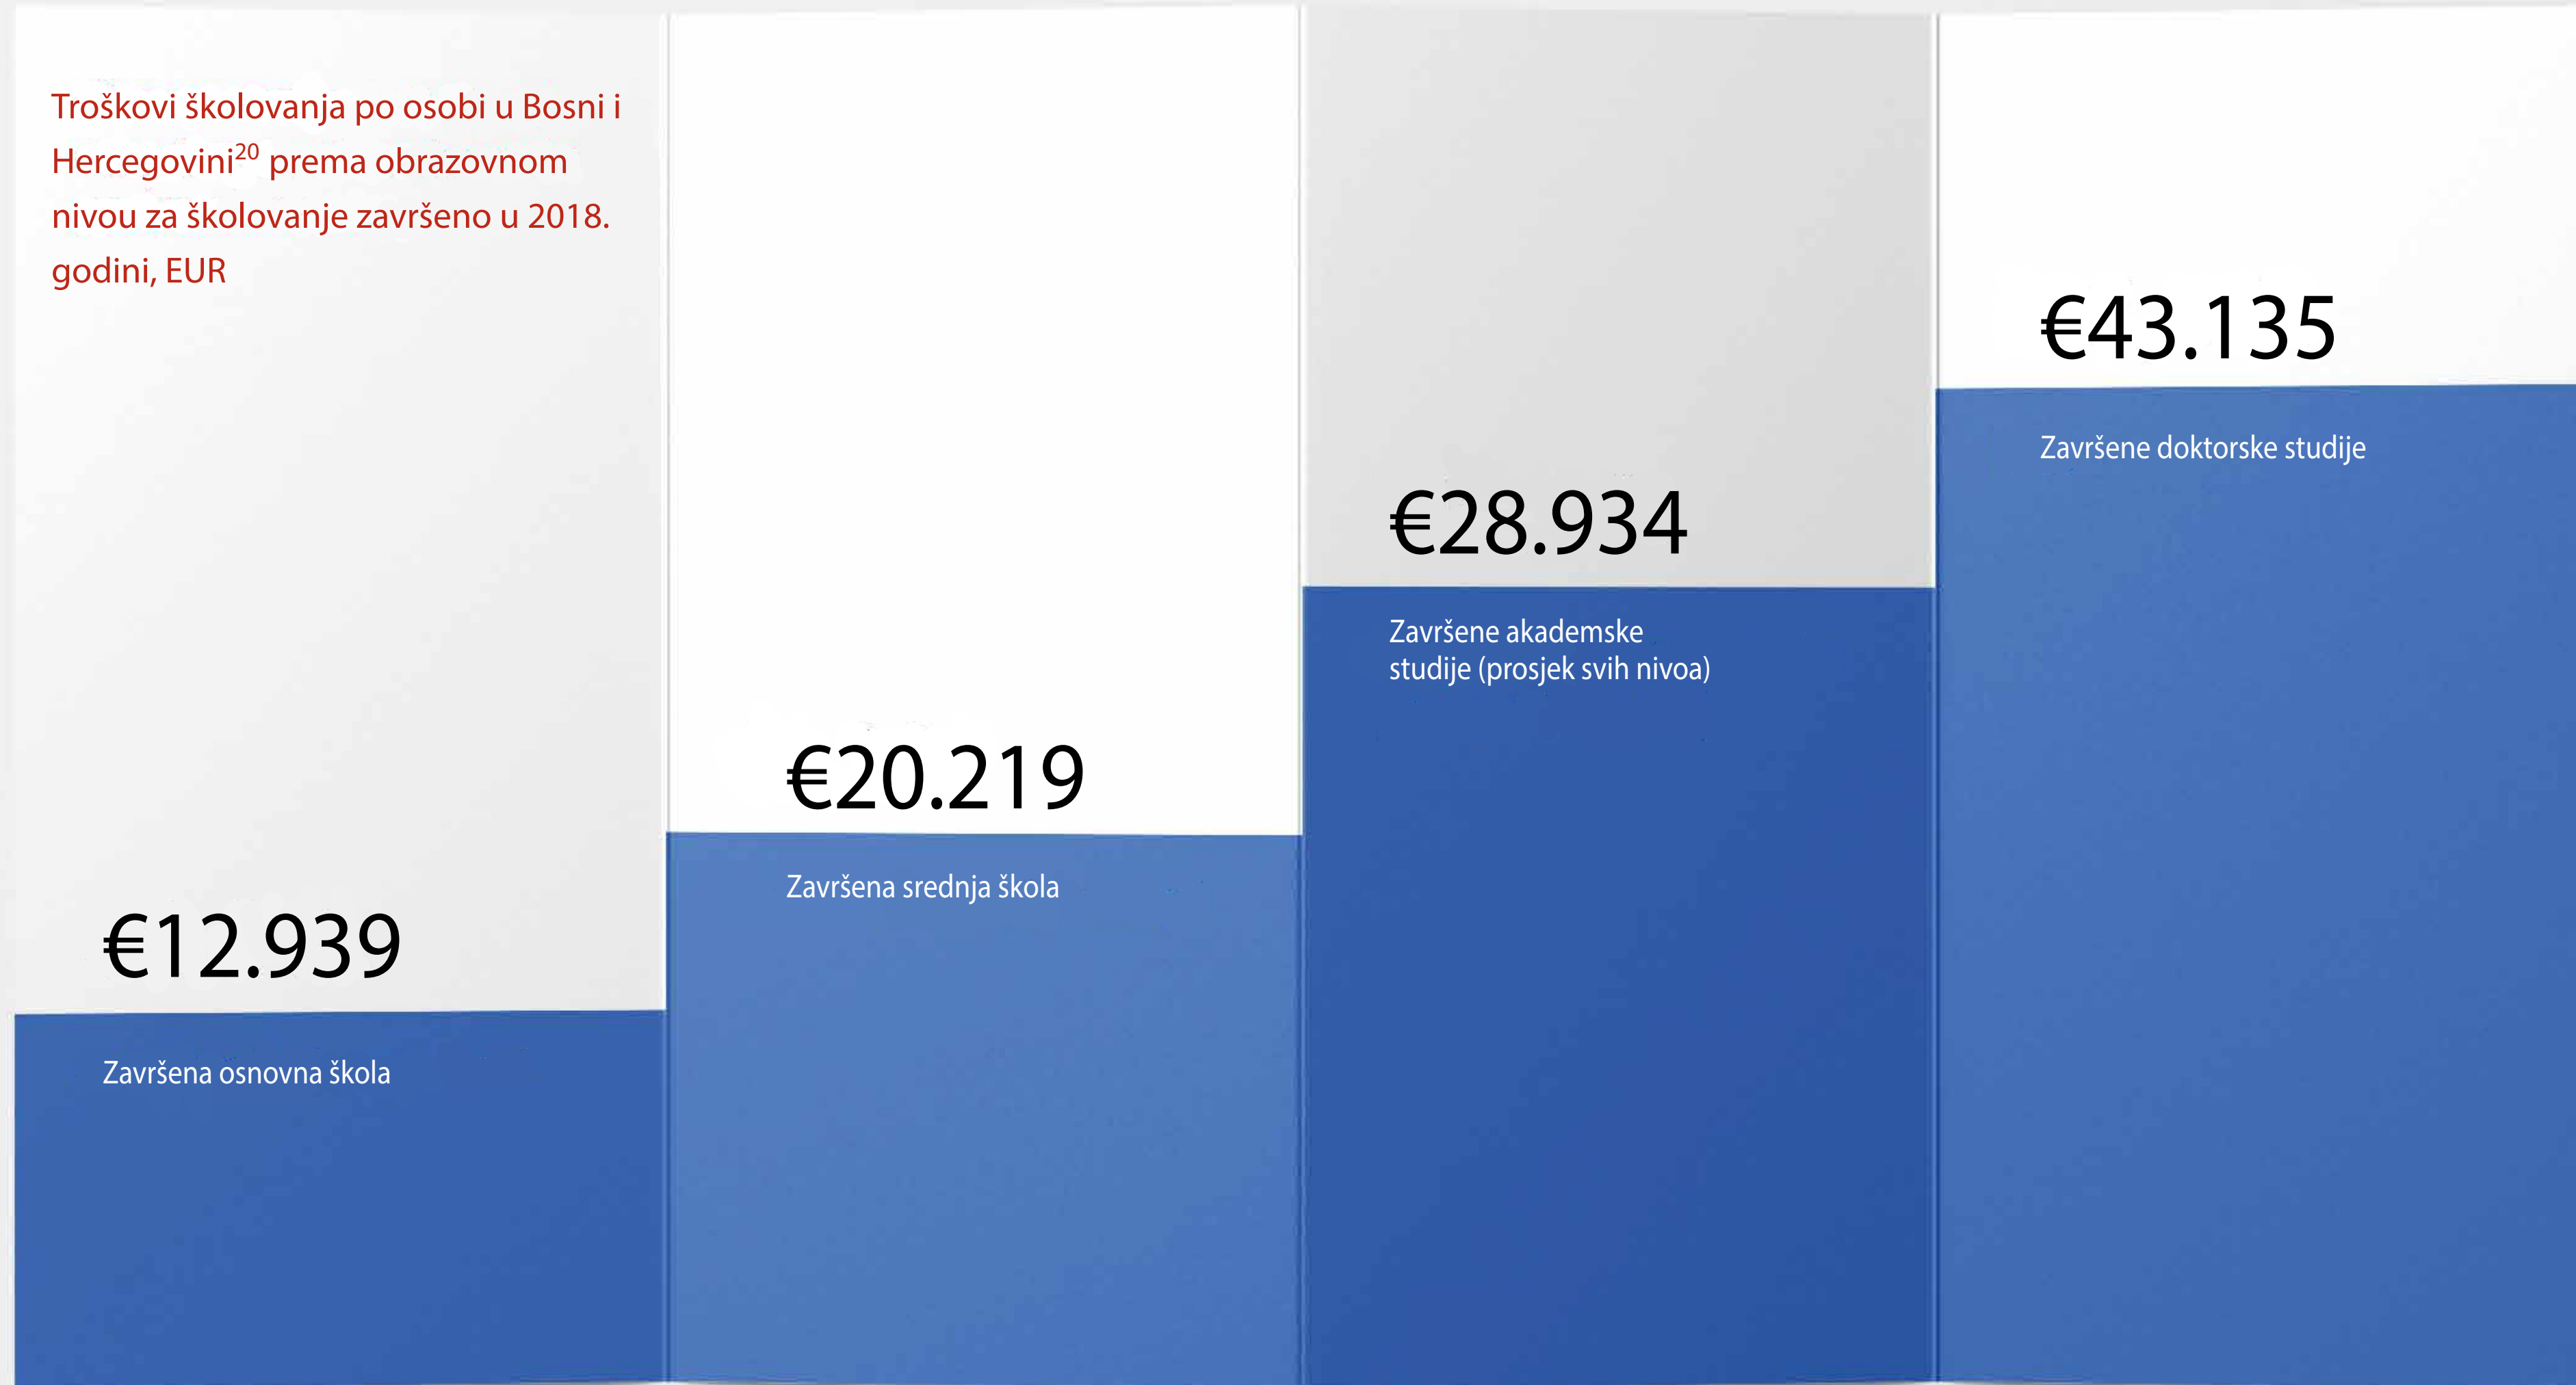 Troškovi školovanja po osobi u Bosni i
Hercegovini²⁰ prema obrazovnom
nivou za školovanje završeno u 2018.
godini, EUR
€12.939
Završena osnovna škola
€20.219
Završena srednja škola
€28.934
Završene akademske
studije (prosjek svih nivoa)
€43.135
Završene doktorske studije